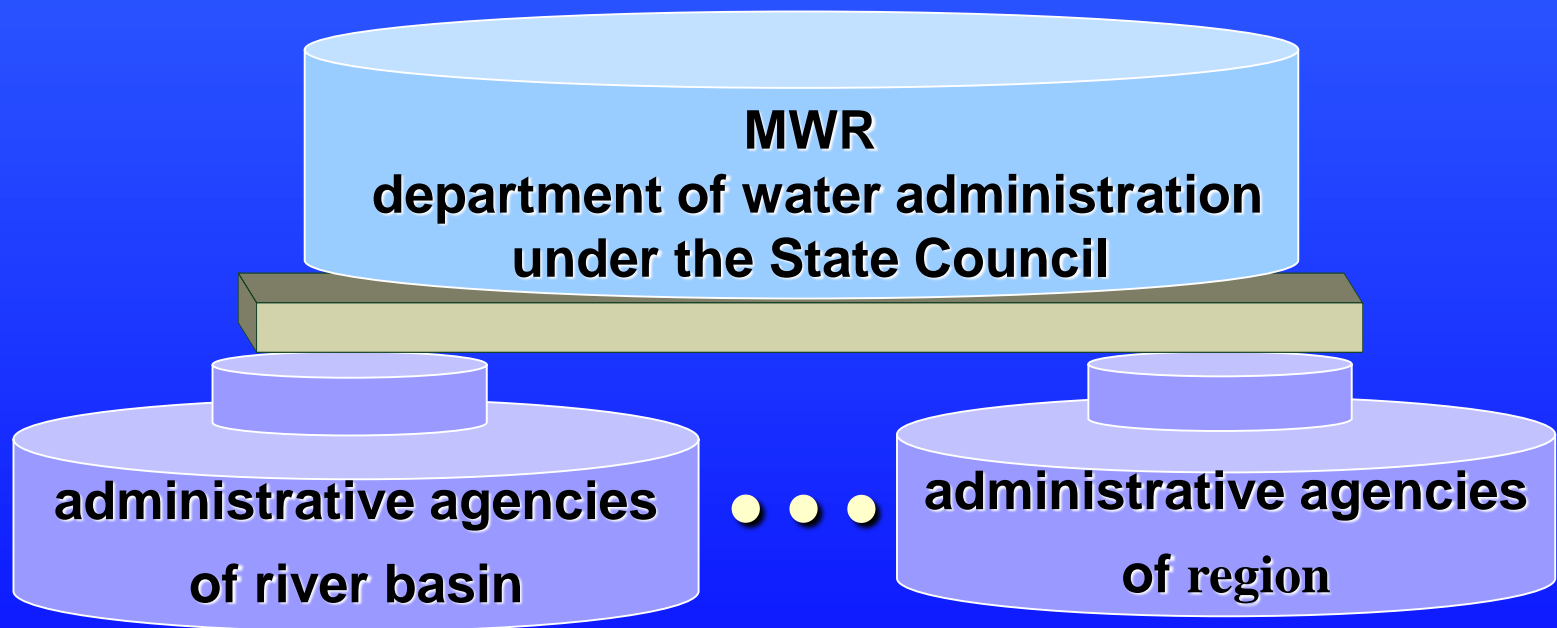 MWR
department of water administration
under the State Council
administrative agencies
of river basin
administrative agencies
of region